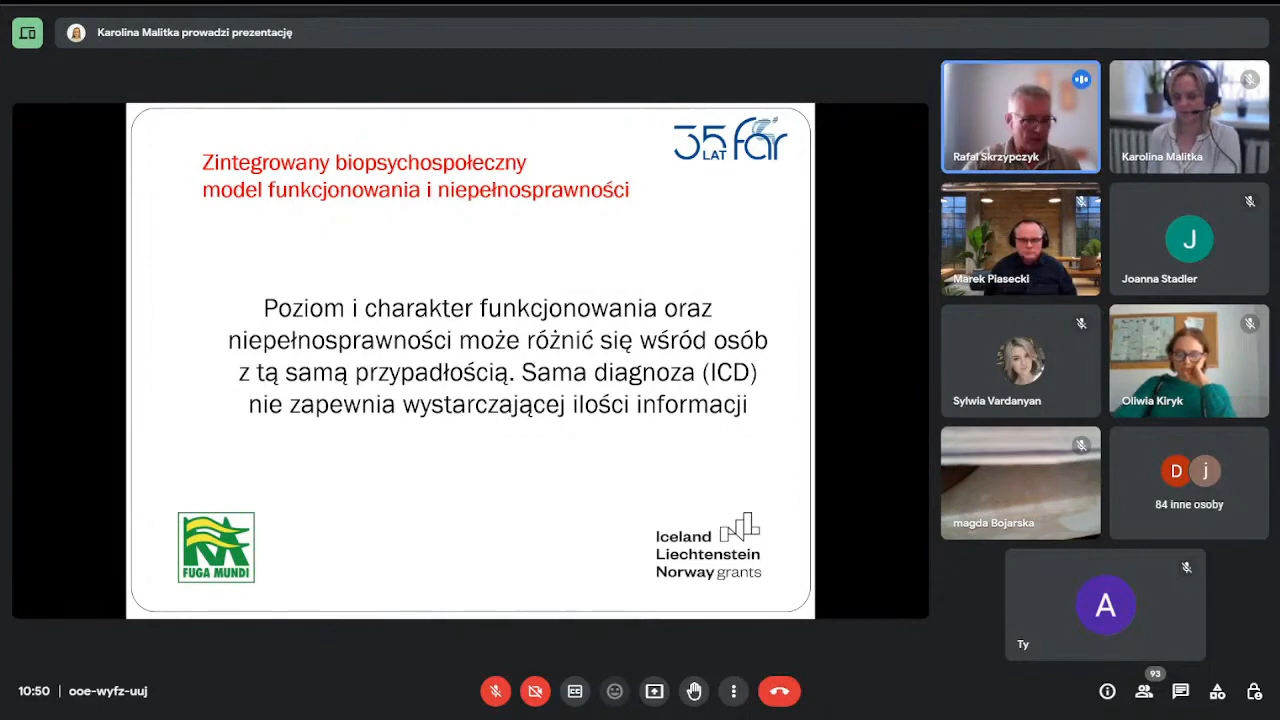 Karolina Malitka prowadzi prezentację
Zintegrowany biopsychospołeczny
model funkcjonowania i niepełnosprawności
35 LAT far
Poziom i charakter funkcjonowania oraz
niepełnosprawności może różnić się wśród osób
z tą samą przypadłością. Sama diagnoza (ICD)
nie zapewnia wystarczającej ilości informacji
FUGA MUNDI
Iceland
Liechtenstein
Norway grants
Rafał Skrzypczyk
Karolina Malitka
Marek Piasecki
J
Joanna Stadler
Sylwia Vardanyan
Oliwia Kiryk
magda Bojarska
D j
84 inne osoby
A
Ty
10:50 | ooe-wyfz-uuj
93